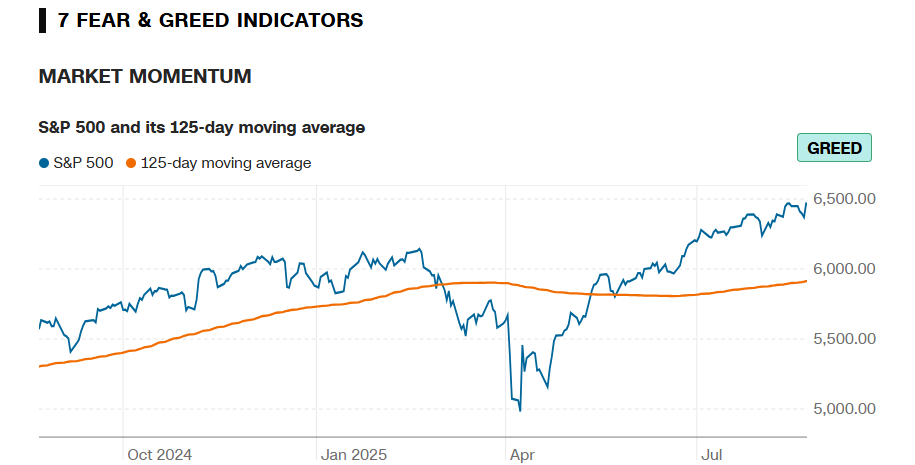 7 FEAR & GREED INDICATORS
MARKET MOMENTUM
S&P 500 and its 125-day moving average
GREED
S&P 500 125-day moving average
6,500.00
6,000.00
5,500.00
5,000.00
Oct 2024 Jan 2025 Apr Jul